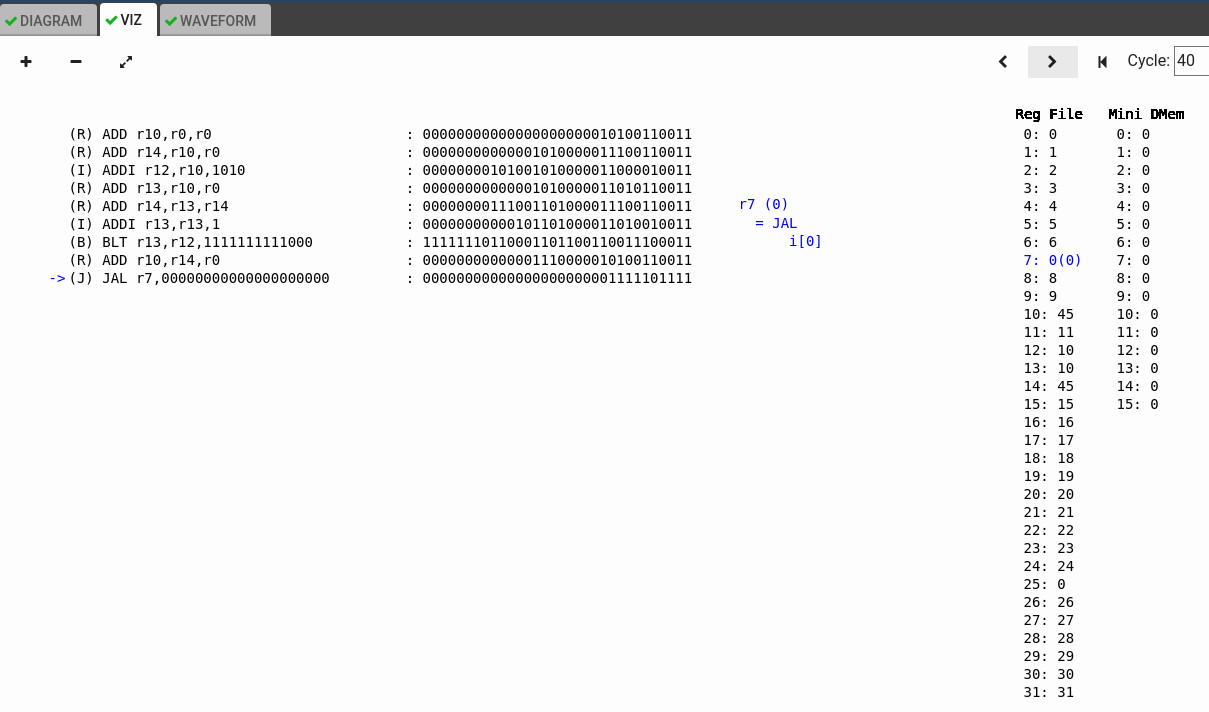 DIAGRAM VIZ WAVEFORM
+ − Cycle: 40
Reg File Mini DMem
(R) ADD r10,r0,r0 : 00000000000000000000010100110011 0: 0 0: 0
(R) ADD r14,r10,r0 : 00000000000001010000011100110011 1: 1 1: 0
(I) ADDI r12,r10,1010 : 00000000101001010000011000010011 2: 2 2: 0
(R) ADD r13,r10,r0 : 00000000000001010000011010110011 3: 3 3: 0
(R) ADD r14,r13,r14 : 00000000111001101000011100110011 r7 (0) 4: 4 4: 0
(I) ADDI r13,r13,1 : 00000000000101101000011010010011 = JAL 5: 5 5: 0
(B) BLT r13,r12,1111111111000 : 11111110110001101100110011100011 i[0] 6: 6 6: 0
(R) ADD r10,r14,r0 : 00000000000001110000010100110011 7: 0(0) 7: 0
->(J) JAL r7,00000000000000000000 : 00000000000000000000001111101111 8: 8 8: 0
9: 9 9: 0
10: 45 10: 0
11: 11 11: 0
12: 10 12: 0
13: 10 13: 0
14: 45 14: 0
15: 15 15: 0
16: 16
17: 17
18: 18
19: 19
20: 20
21: 21
22: 22
23: 23
24: 24
25: 0
26: 26
27: 27
28: 28
29: 29
30: 30
31: 31